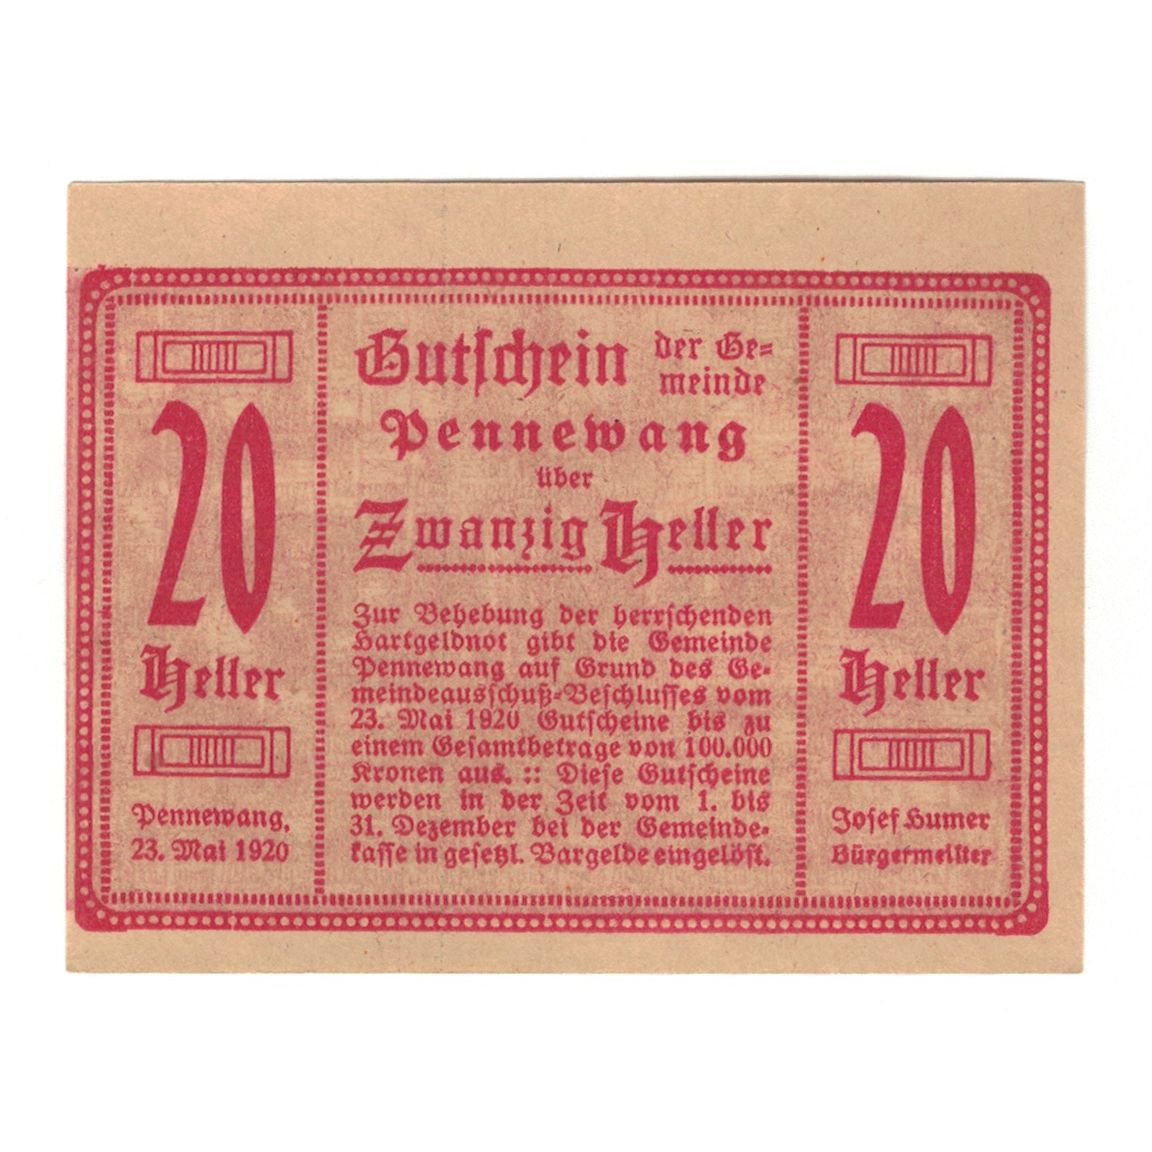 20
Heller
Pennewang,
23. Mai 1920
Gutschein der Ge-
meinde
Pennewang
über
Zwanzig Heller
Zur Behebung der herrschenden
Hartgeldnot gibt die Gemeinde
Pennewang auf Grund des Ge-
meindeausschuß-Beschlusses vom
23. Mai 1920 Gutscheine bis zu
einem Gesamtbetrage von 100.000
Kronen aus. :: Diese Gutscheine
werden in der Zeit vom 1. bis
31. Dezember bei der Gemeinde-
kasse in gesetzl. Bargelde eingelöst.
20
Heller
Josef Humer
Bürgermeister